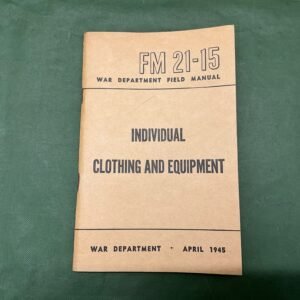 FM 21-15
WAR DEPARTMENT FIELD MANUAL
INDIVIDUAL
CLOTHING AND EQUIPMENT
WAR DEPARTMENT • APRIL 1945